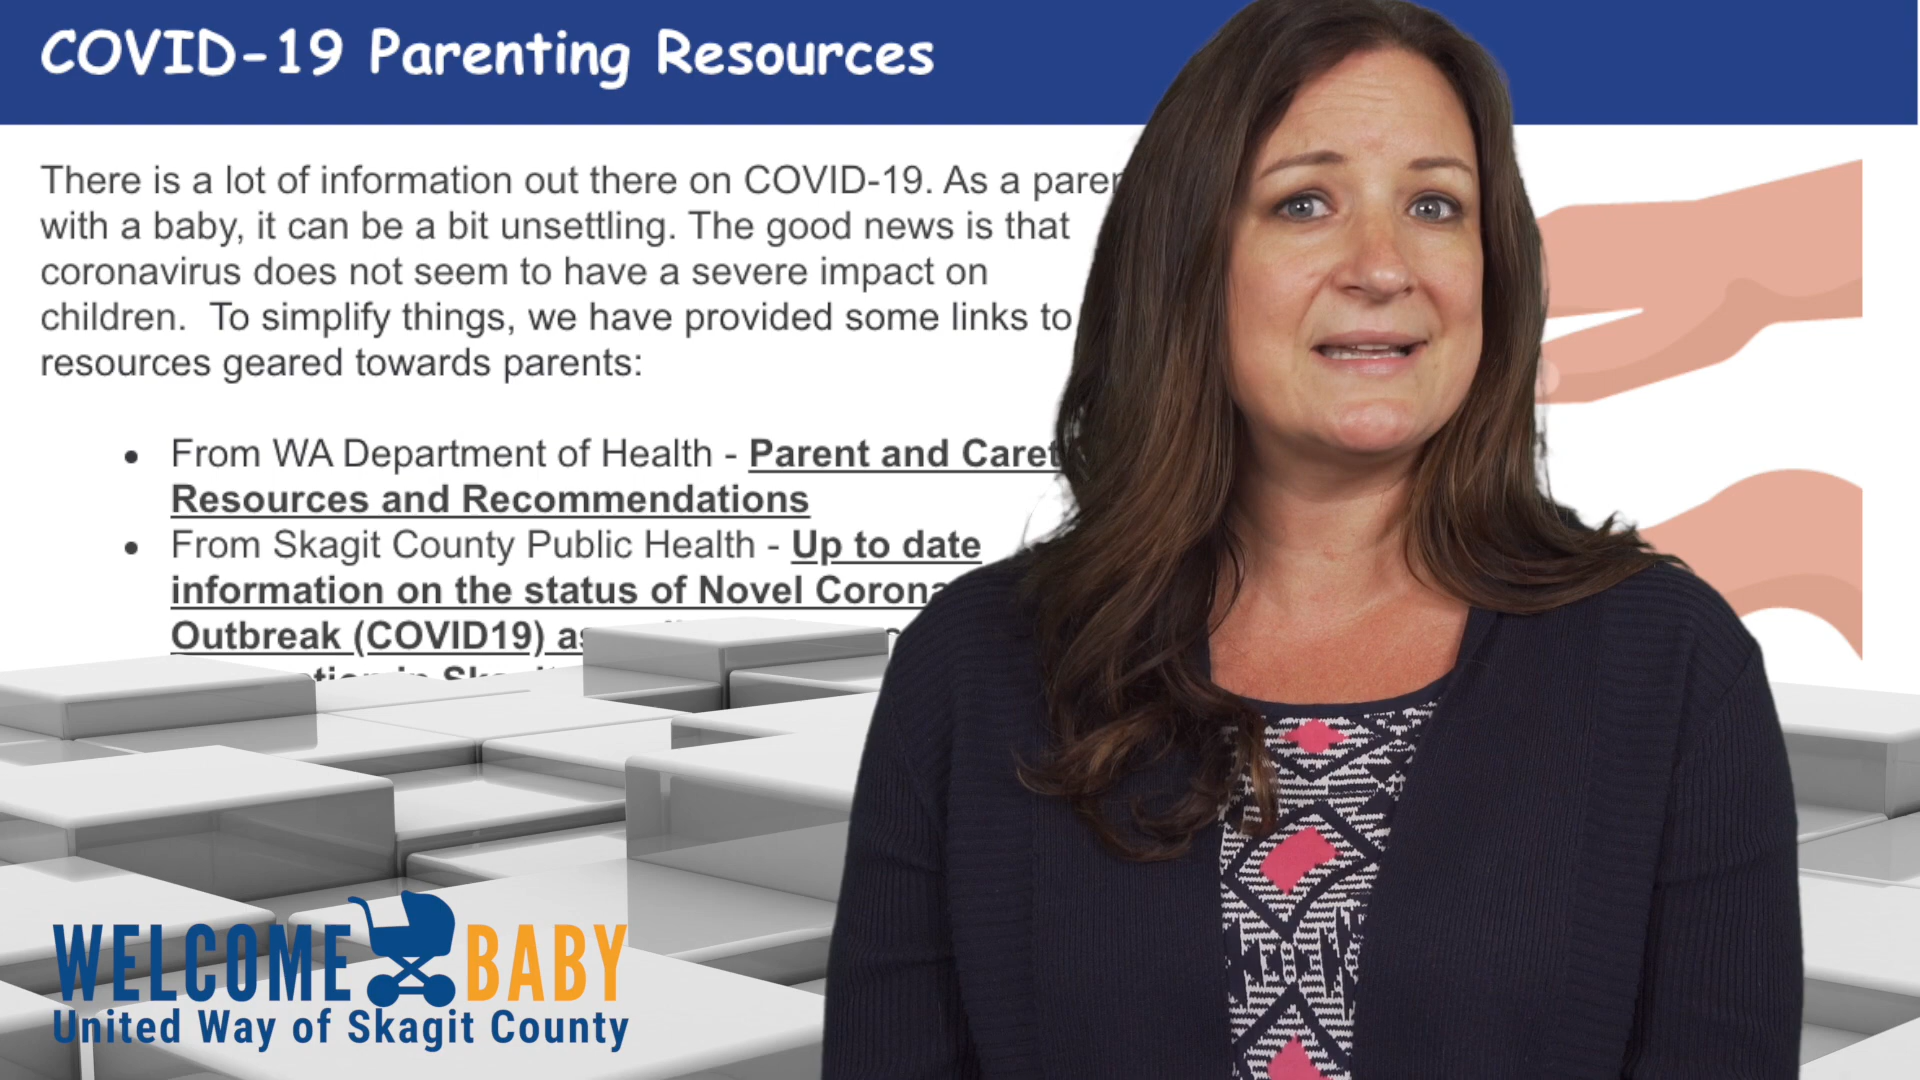 COVID-19 Parenting Resources
There is a lot of information out there on COVID-19. As a
with a baby, it can be a bit unsettling. The good news is that
coronavirus does not seem to have a severe impact on
children. To simplify things, we have provided some links to
resources geared towards parents:
• From WA Department of Health - Parent and
Resources and Recommendations
• From Skagit County Public Health - Up to date
information on the status of Novel
Outbreak (COVID19)
WELCOME BABY
United Way of Skagit County